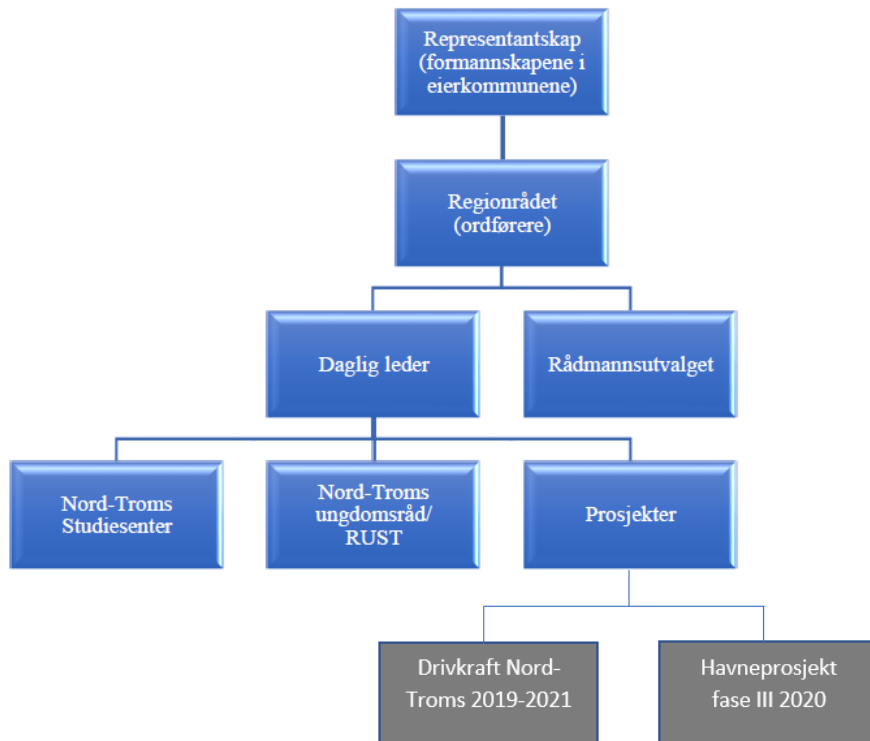 Representantskap
(formannskapene i
eierkommunene)
Regionrådet
(ordførere)
Daglig leder
Rådmannsutvalget
Nord-Troms
Studiesenter
Nord-Troms
ungdomsråd/
RUST
Prosjekter
Drivkraft Nord-
Troms 2019-2021
Havneprosjekt
fase III 2020